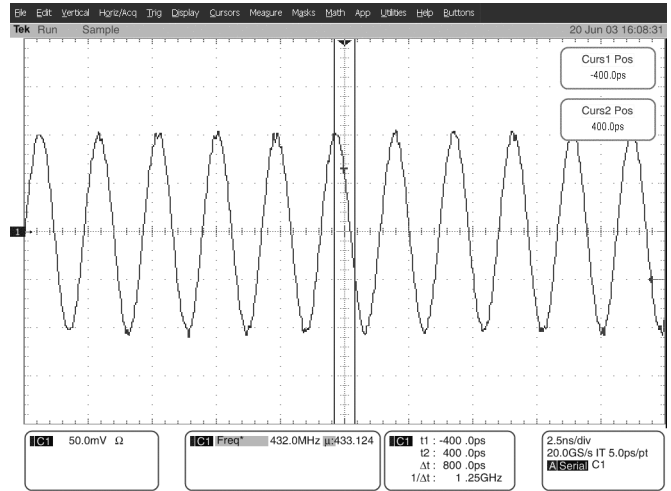 File Edit Vertical Horiz/Acq Trig Display Cursors Measure Masks Math App Utilities Help Buttons
Tek Run Sample 20 Jun 03 16:08:31
Curs1 Pos
-400.0ps
Curs2 Pos
400.0ps
1
C1 50.0mV Ω
C1 Freq* 432.0MHz µ:433.124
C1 t1 : -400 .0ps
t2 : 400 .0ps
Δt : 800 .0ps
1/Δt : 1 .25GHz
2.5ns/div
20.0GS/s IT 5.0ps/pt
A Serial C1